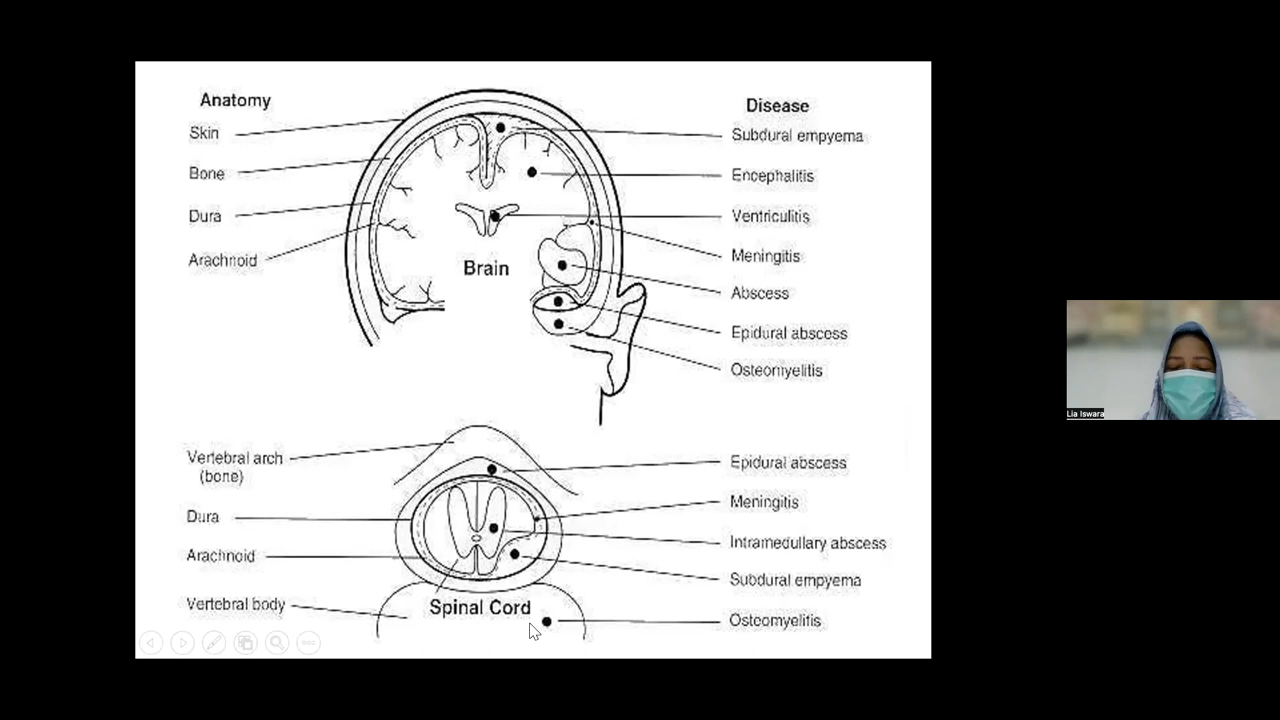 Anatomy
Skin
Bone
Dura
Arachnoid
Brain
Disease
Subdural empyema
Encephalitis
Ventriculitis
Meningitis
Abscess
Epidural abscess
Osteomyelitis
Vertebral arch
(bone)
Dura
Arachnoid
Vertebral body
Spinal Cord
Epidural abscess
Meningitis
Intramedullary abscess
Subdural empyema
Osteomyelitis
Lia Iswara